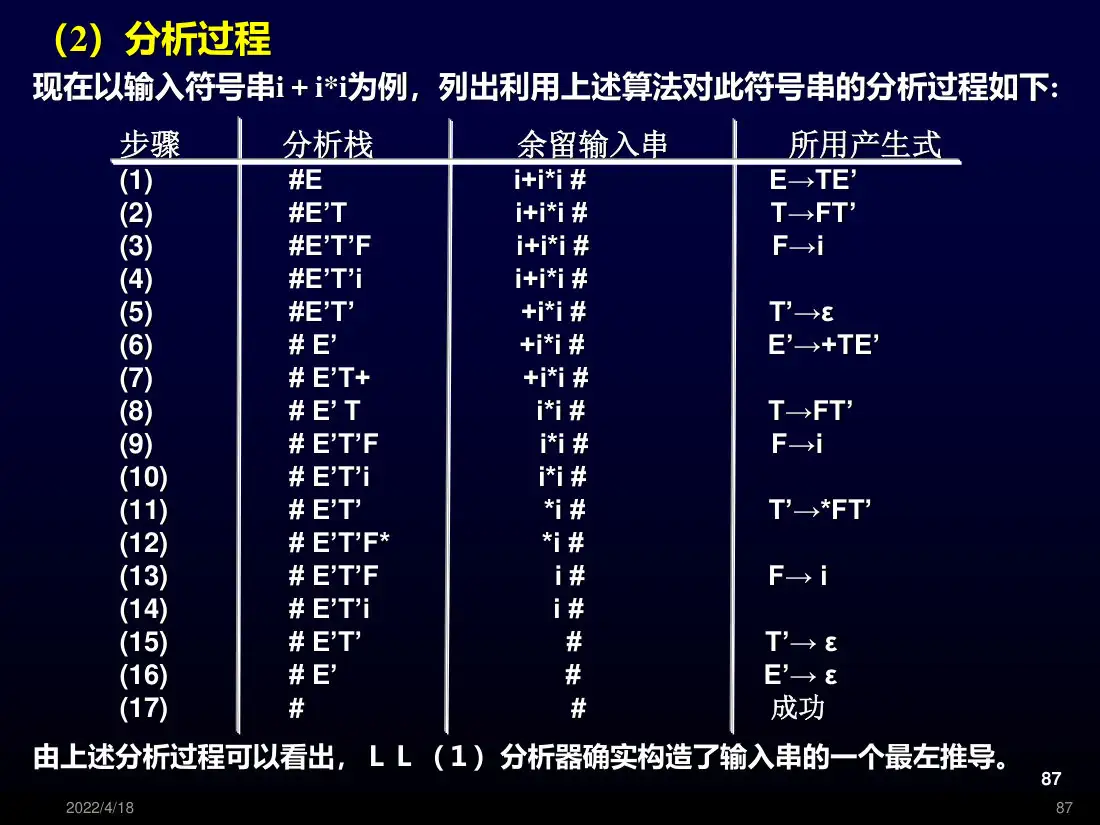 （2）分析过程
现在以输入符号串i＋i*i为例，列出利用上述算法对此符号串的分析过程如下:
步骤 分析栈 余留输入串 所用产生式
(1) #E i+i*i # E→TE’
(2) #E’T i+i*i # T→FT’
(3) #E’T’F i+i*i # F→i
(4) #E’T’i i+i*i #
(5) #E’T’ +i*i # T’→ε
(6) # E’ +i*i # E’→+TE’
(7) # E’T+ +i*i #
(8) # E’ T i*i # T→FT’
(9) # E’T’F i*i # F→i
(10) # E’T’i i*i #
(11) # E’T’ *i # T’→*FT’
(12) # E’T’F* *i #
(13) # E’T’F i # F→ i
(14) # E’T’i i #
(15) # E’T’ # T’→ ε
(16) # E’ # E’→ ε
(17) # # 成功
由上述分析过程可以看出，ＬＬ（１）分析器确实构造了输入串的一个最左推导。
87
2022/4/18 87